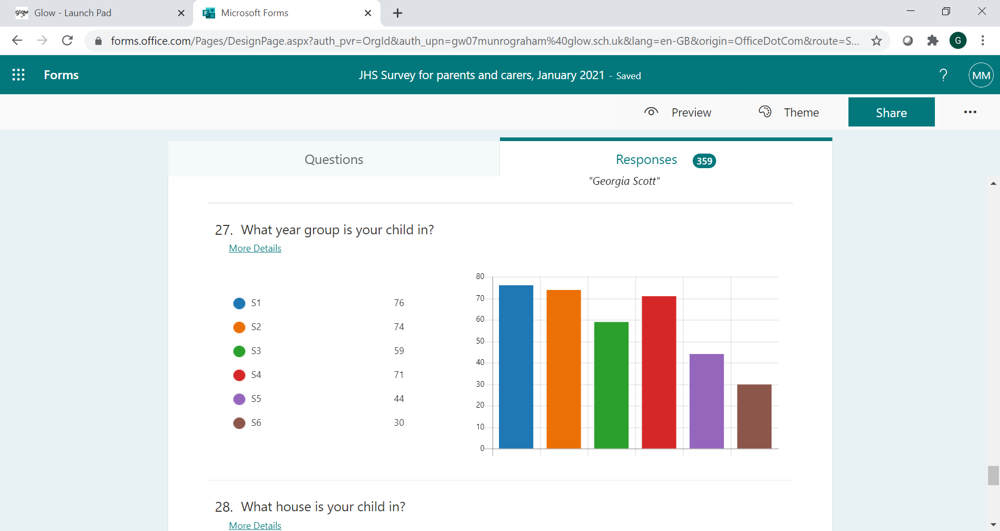 glow
Glow - Launch Pad
Microsoft Forms
forms.office.com/Pages/DesignPage.aspx?auth_pvr=OrgId&auth_upn=gw07munrograham%40glow.sch.uk&lang=en-GB&origin=OfficeDotCom&route=S...
G
Forms
JHS Survey for parents and carers, January 2021 - Saved
?
MM
Preview
Theme
Share
Questions
Responses 359
"Georgia Scott"
27. What year group is your child in?
More Details
S1 76
S2 74
S3 59
S4 71
S5 44
S6 30
80
70
60
50
40
30
20
10
0
28. What house is your child in?
More Details